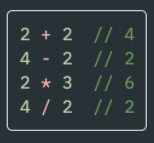 2 + 2  // 4
4 - 2  // 2
2 * 3  // 6
4 / 2  // 2